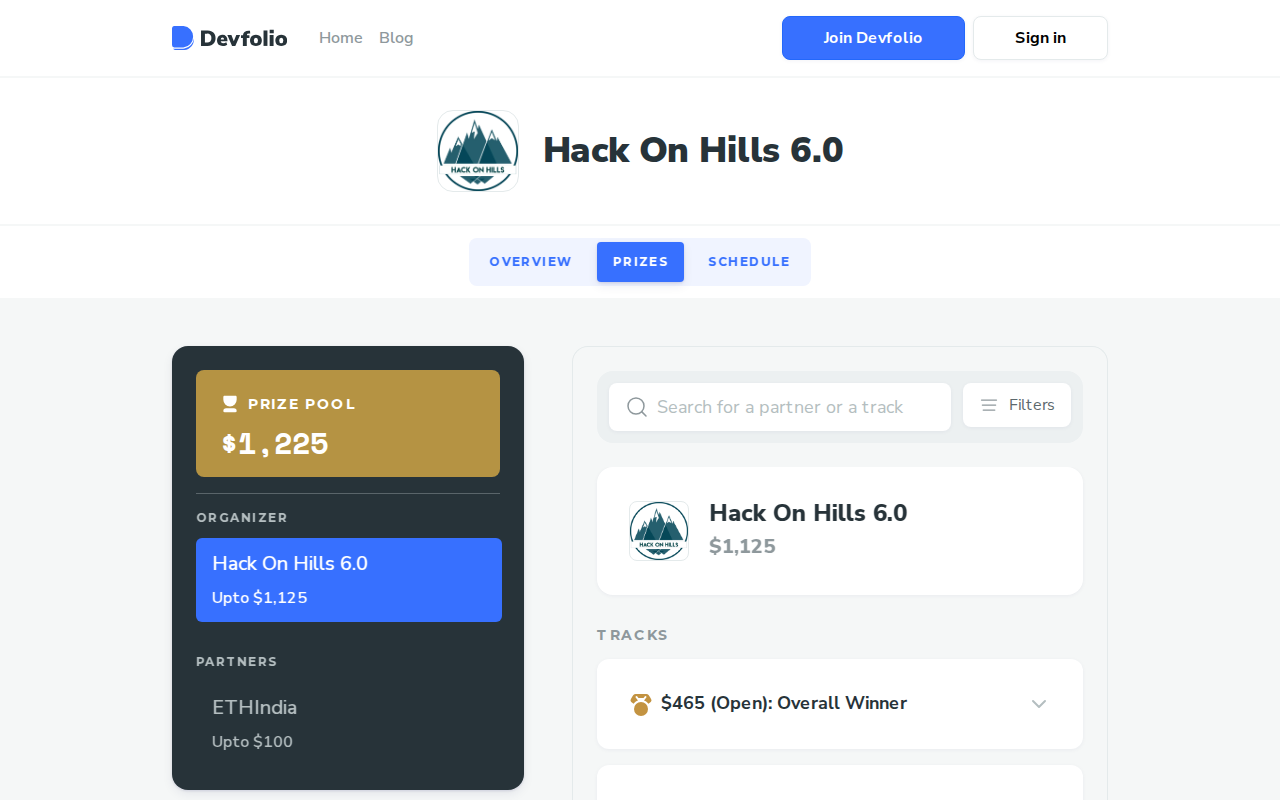 Devfolio
Home
Blog
Join Devfolio
Sign in
HACK ON HILLS
Hack On Hills 6.0
OVERVIEW
PRIZES
SCHEDULE
PRIZE POOL
$1,225
ORGANIZER
Hack On Hills 6.0
Upto $1,125
PARTNERS
ETHIndia
Upto $100
Search for a partner or a track
Filters
HACK ON HILLS
Hack On Hills 6.0
$1,125
TRACKS
$465 (Open): Overall Winner